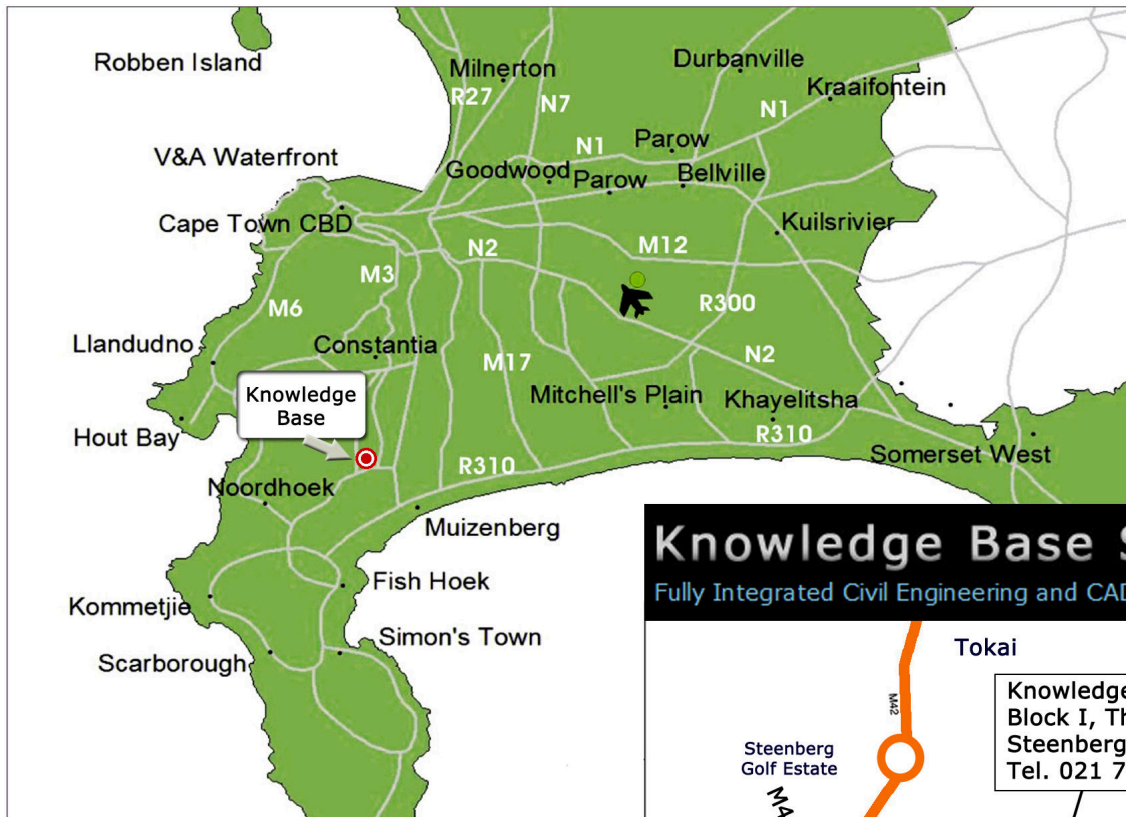 Robben Island
Milnerton
Durbanville
Kraaifontein
R27
N7
N1
N1
Parow
V&A Waterfront
Goodwood
Parow
Bellville
Cape Town CBD
Kuilsrivier
N2
M12
M3
M6
R300
Llandudno
Constantia
M17
N2
Knowledge
Base
Mitchell's Plain
Khayelitsha
Hout Bay
R310
R310
Somerset West
Noordhoek
Muizenberg
Fish Hoek
Kommetjie
Simon's Town
Scarborough
Knowledge Base S
Fully Integrated Civil Engineering and CAD
Tokai
M42
Knowledge
Block I, Th
Steenberg
Tel. 021 7
Steenberg
Golf Estate
M4